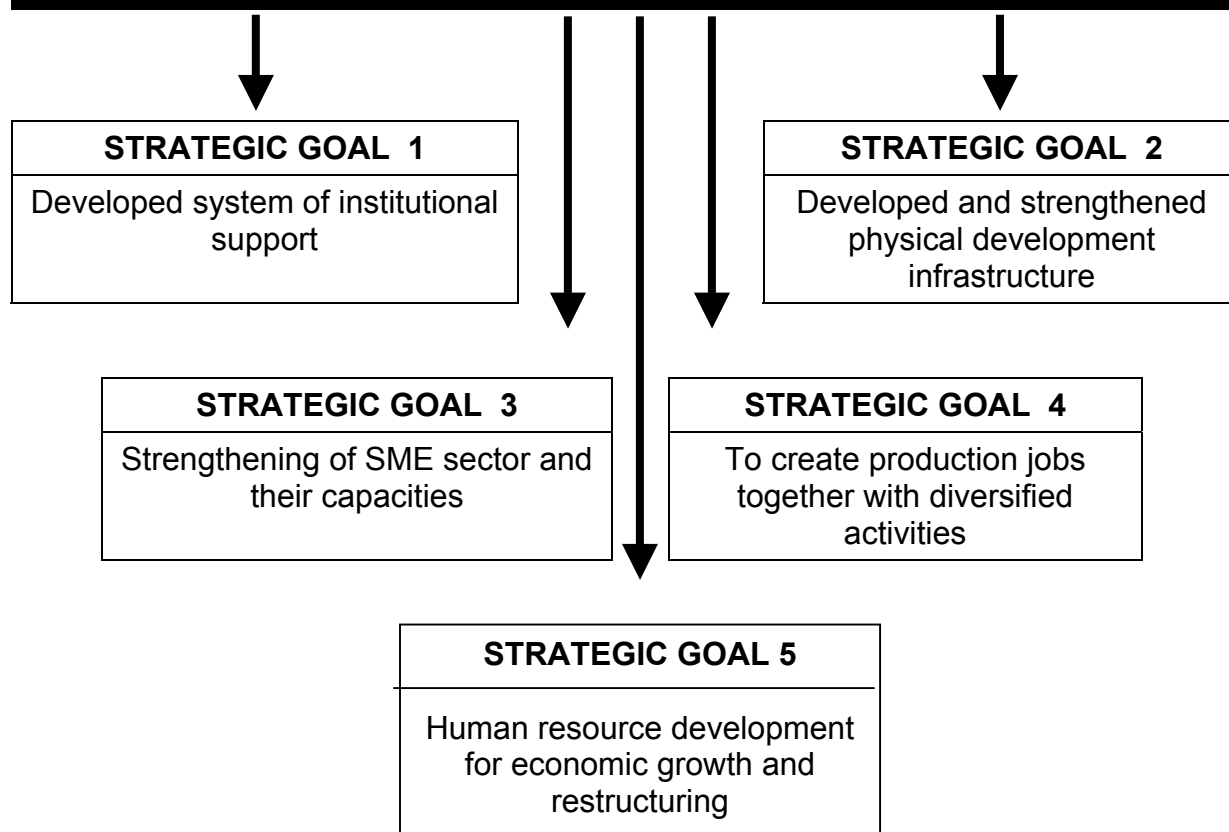 STRATEGIC GOAL 1
Developed system of institutional
support
STRATEGIC GOAL 2
Developed and strengthened
physical development
infrastructure
STRATEGIC GOAL 3
Strengthening of SME sector and
their capacities
STRATEGIC GOAL 4
To create production jobs
together with diversified
activities
STRATEGIC GOAL 5
Human resource development
for economic growth and
restructuring